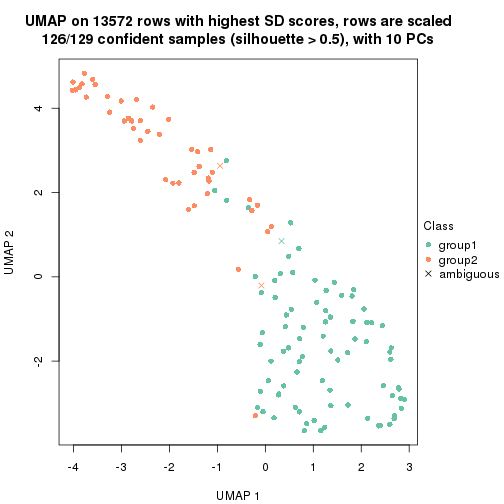 UMAP on 13572 rows with highest SD scores, rows are scaled
126/129 confident samples (silhouette > 0.5), with 10 PCs
4
2
0
-2
UMAP 2
-4
-3
-2
-1
0
1
2
3
UMAP 1
Class
group1
group2
ambiguous